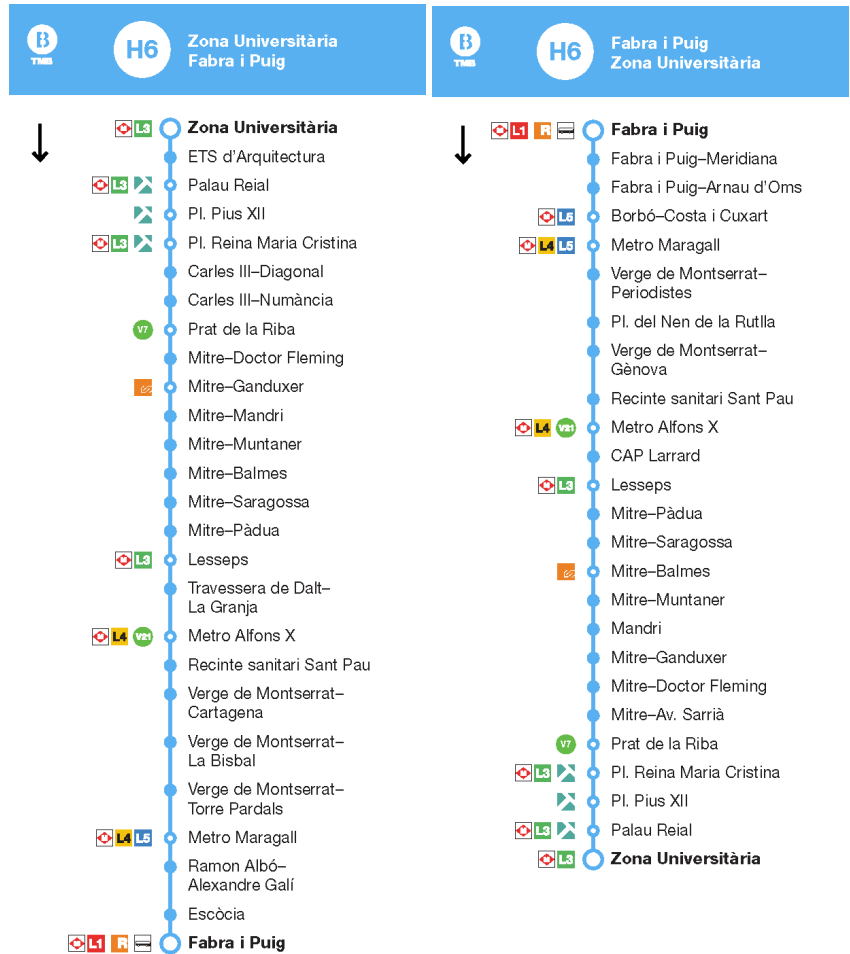 B
TMB
H6
Zona Universitària
Fabra i Puig
M L3 Zona Universitària
ETS d'Arquitectura
M L3 Palau Reial
Pl. Pius XII
M L3 Pl. Reina Maria Cristina
Carles III–Diagonal
Carles III–Numància
V7 Prat de la Riba
Mitre–Doctor Fleming
Mitre–Ganduxer
Mitre–Mandri
Mitre–Muntaner
Mitre–Balmes
Mitre–Saragossa
Mitre–Pàdua
M L3 Lesseps
Travessera de Dalt–
La Granja
M L4 V21 Metro Alfons X
Recinte sanitari Sant Pau
Verge de Montserrat–
Cartagena
Verge de Montserrat–
La Bisbal
Verge de Montserrat–
Torre Pardals
M L4 L5 Metro Maragall
Ramon Albó–
Alexandre Galí
Escòcia
M L1 R Fabra i Puig
B
TMB
H6
Fabra i Puig
Zona Universitària
M L1 R Fabra i Puig
Fabra i Puig–Meridiana
Fabra i Puig–Arnau d'Oms
M L5 Borbó–Costa i Cuxart
M L4 L5 Metro Maragall
Verge de Montserrat–
Periodistes
Pl. del Nen de la Rutlla
Verge de Montserrat–
Gènova
Recinte sanitari Sant Pau
M L4 V21 Metro Alfons X
CAP Larrard
M L3 Lesseps
Mitre–Pàdua
Mitre–Saragossa
Mitre–Balmes
Mitre–Muntaner
Mandri
Mitre–Ganduxer
Mitre–Doctor Fleming
Mitre–Av. Sarrià
V7 Prat de la Riba
M L3 Pl. Reina Maria Cristina
Pl. Pius XII
M L3 Palau Reial
M L3 Zona Universitària